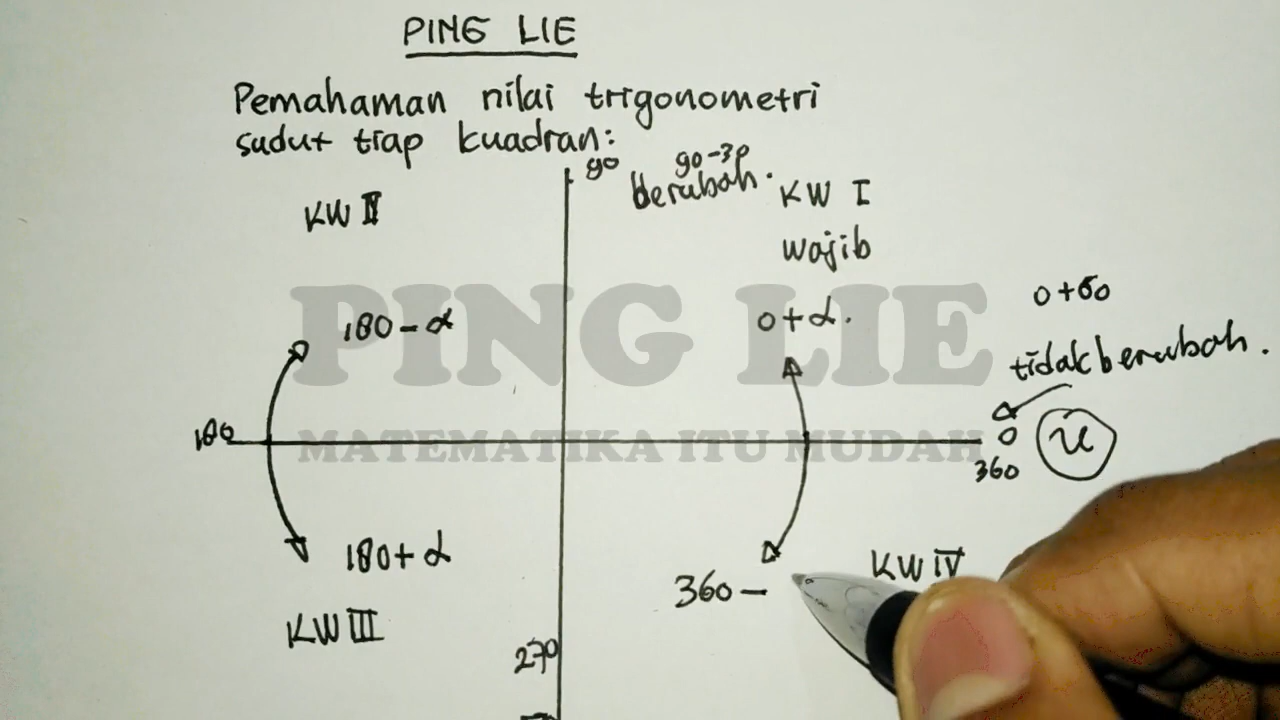 PING LIE
Pemahaman nilai trigonometri
sudut tiap kuadran:
90
90-30
berubah.
KW II
KW I
wajib
0+60
180-α
0+α.
tidak berubah.
PING LIE
180
0
360
MATEMATIKA ITU MUDAH
180+α
360-
KW IV
KW III
270